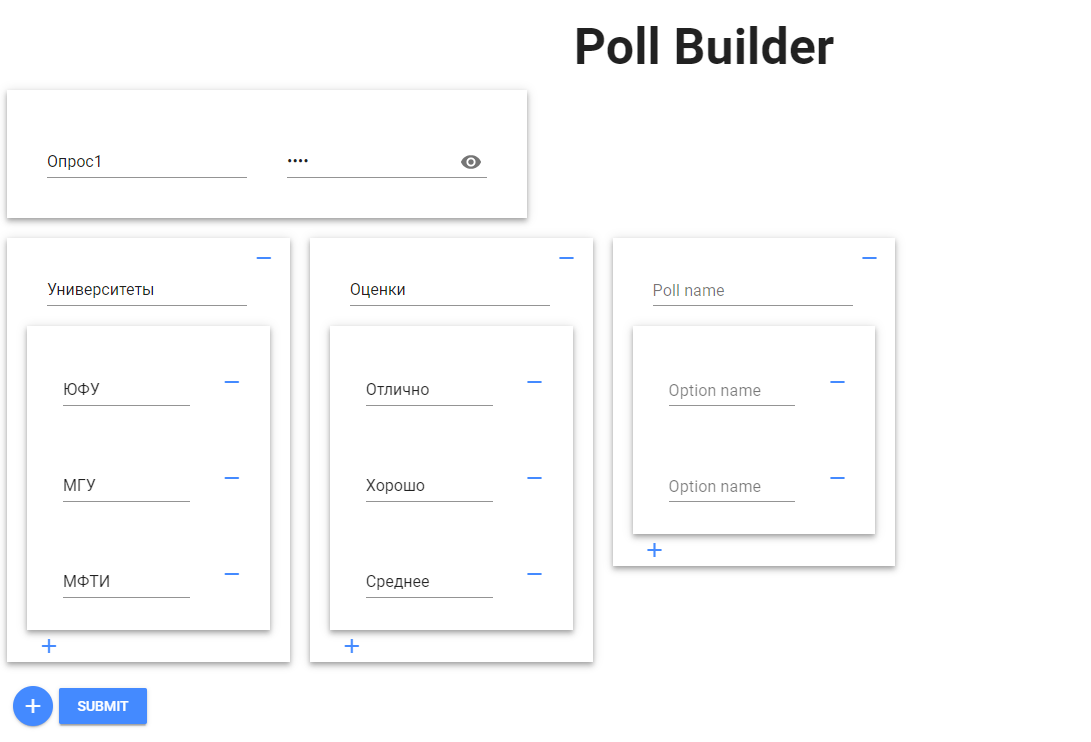 Poll Builder
Опрос1
••••
Университеты
ЮФУ
МГУ
МФТИ
Оценки
Отлично
Хорошо
Среднее
Poll name
Option name
Option name
SUBMIT